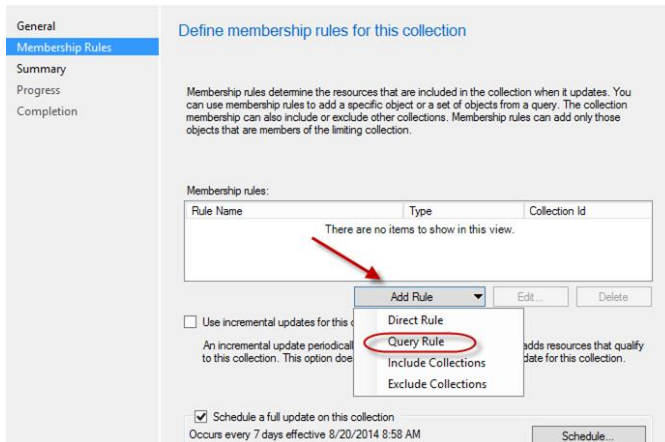 General
Membership Rules
Summary
Progress
Completion
Define membership rules for this collection
Membership rules determine the resources that are included in the collection when it updates. You
can use membership rules to add a specific object or a set of objects from a query. The collection
membership can also include or exclude other collections. Membership rules can add only those
objects that are members of the limiting collection.
Membership rules:
Rule Name Type Collection Id
There are no items to show in this view.
Add Rule Edit... Delete
Direct Rule
Query Rule
Include Collections
Exclude Collections
Use incremental updates for this
An incremental update periodicall adds resources that qualify
to this collection. This option doe date for this collection.
Schedule a full update on this collection
Occurs every 7 days effective 8/20/2014 8:58 AM Schedule...